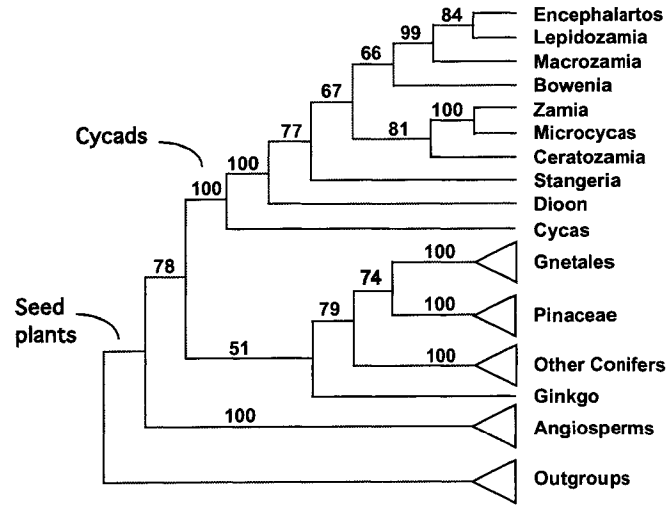 84
Encephalartos
99
Lepidozamia
66
Macrozamia
67
Bowenia
100
Zamia
77
81
Microcycas
Cycads
Ceratozamia
100
Stangeria
100
Dioon
Cycas
78
100
Gnetales
74
Seed
plants
79
100
Pinaceae
51
100
Other Conifers
Ginkgo
100
Angiosperms
Outgroups